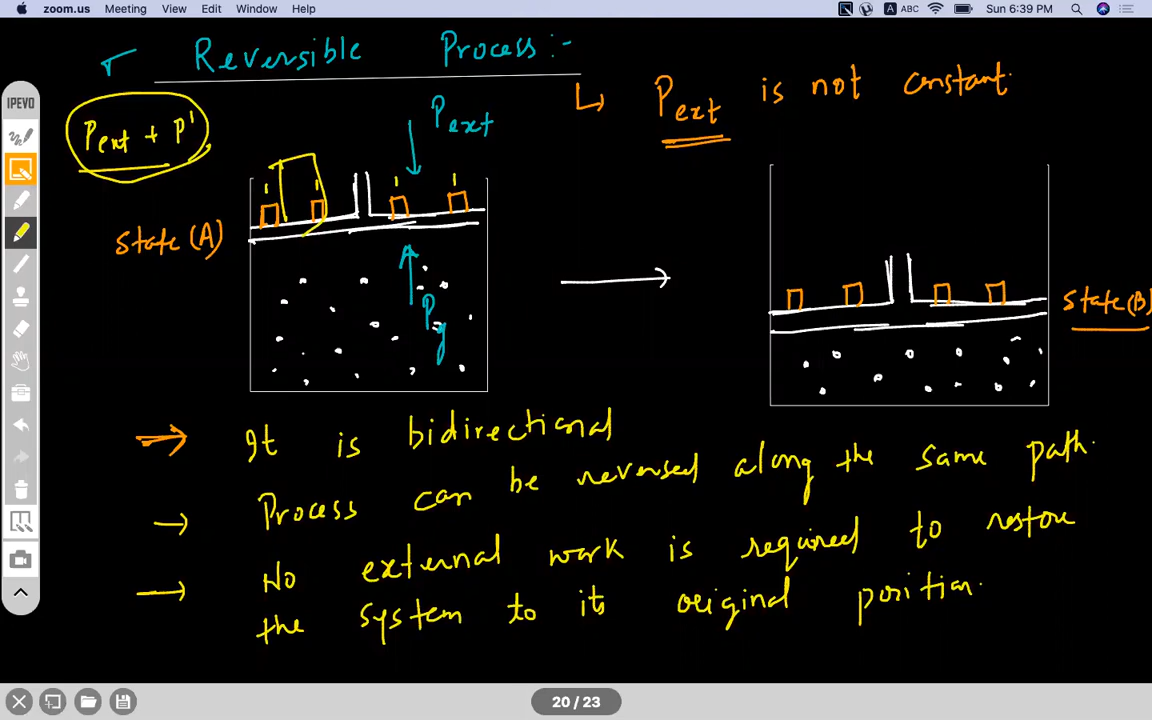 zoom.us Meeting View Edit Window Help
A ABC Sun 6:39 PM
IPEVO
Reversible Process :-
↳ Pext is not constant.
Pext + P'
Pext
State (A)
Pg
State (B)
⇒ It is bidirectional
→ Process can be reversed along the same path.
→ No external work is required to restore
the system to its original position.
20 / 23